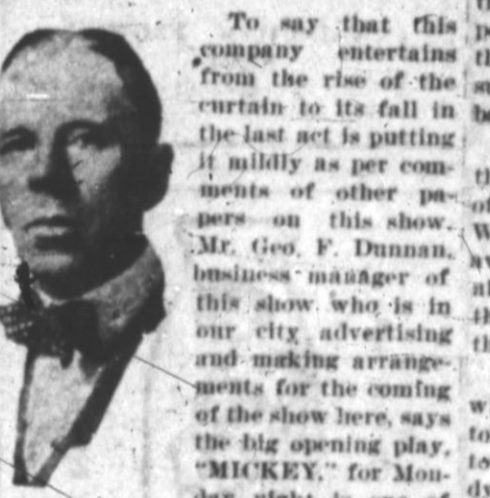 To say that this
company entertains
from the rise of the
curtain to its fall in
the last act is putting
it mildly as per com-
ments of other pa-
pers on this show.
Mr. Geo. F. Dunnan,
business manager of
this show who is in
our city advertising
and making arrange-
ments for the coming
of the show here, says
the big opening play,
"MICKEY," for Mon-
day night is